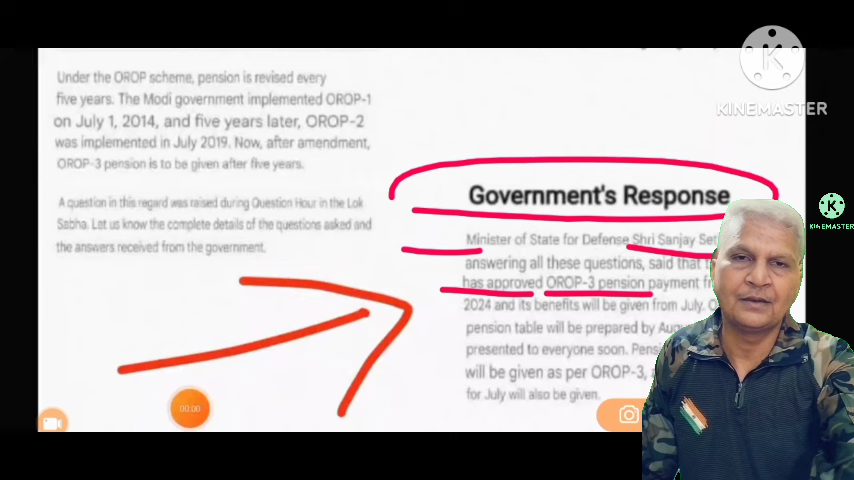 Under the OROP scheme, pension is revised every
five years. The Modi government implemented OROP-1
on July 1, 2014, and five years later, OROP-2
was implemented in July 2019. Now, after amendment,
OROP-3 pension is to be given after five years.
A question in this regard was raised during Question Hour in the Lok
Sabha. Let us know the complete details of the questions asked and
the answers received from the government.
00:00
Government's Response
Minister of State for Defense Shri Sanjay
answering all these questions, said that
has approved OROP-3 pension payment
2024 and its benefits will be given from July.
pension table will be prepared by
presented to everyone soon.
will be given as per OROP-3,
for July will also be given.
KINEMASTER
KINEMASTER